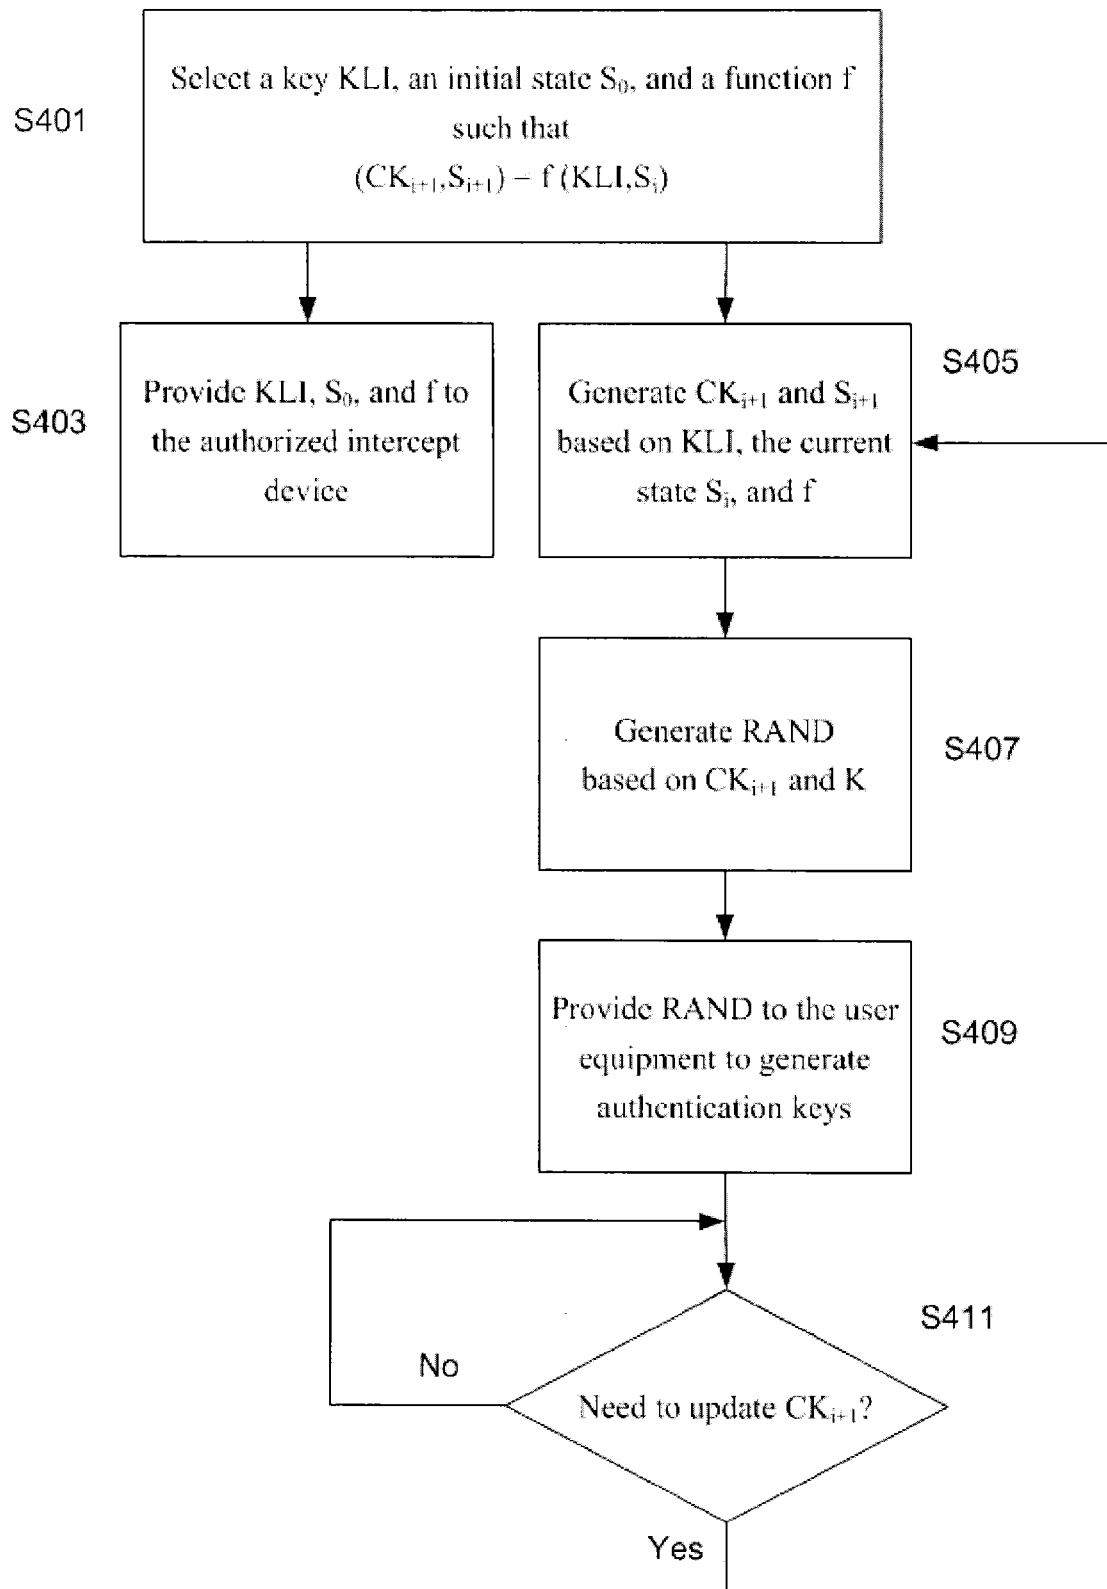 S401
Select a key KLI, an initial state S₀, and a function f
such that
(CKᵢ₊₁,Sᵢ₊₁) – f (KLI,Sᵢ)
S403
Provide KLI, S₀, and f to
the authorized intercept
device
S405
Generate CKᵢ₊₁ and Sᵢ₊₁
based on KLI, the current
state Sᵢ, and f
Generate RAND
based on CKᵢ₊₁ and K
S407
Provide RAND to the user
equipment to generate
authentication keys
S409
S411
No
Need to update CKᵢ₊₁?
Yes